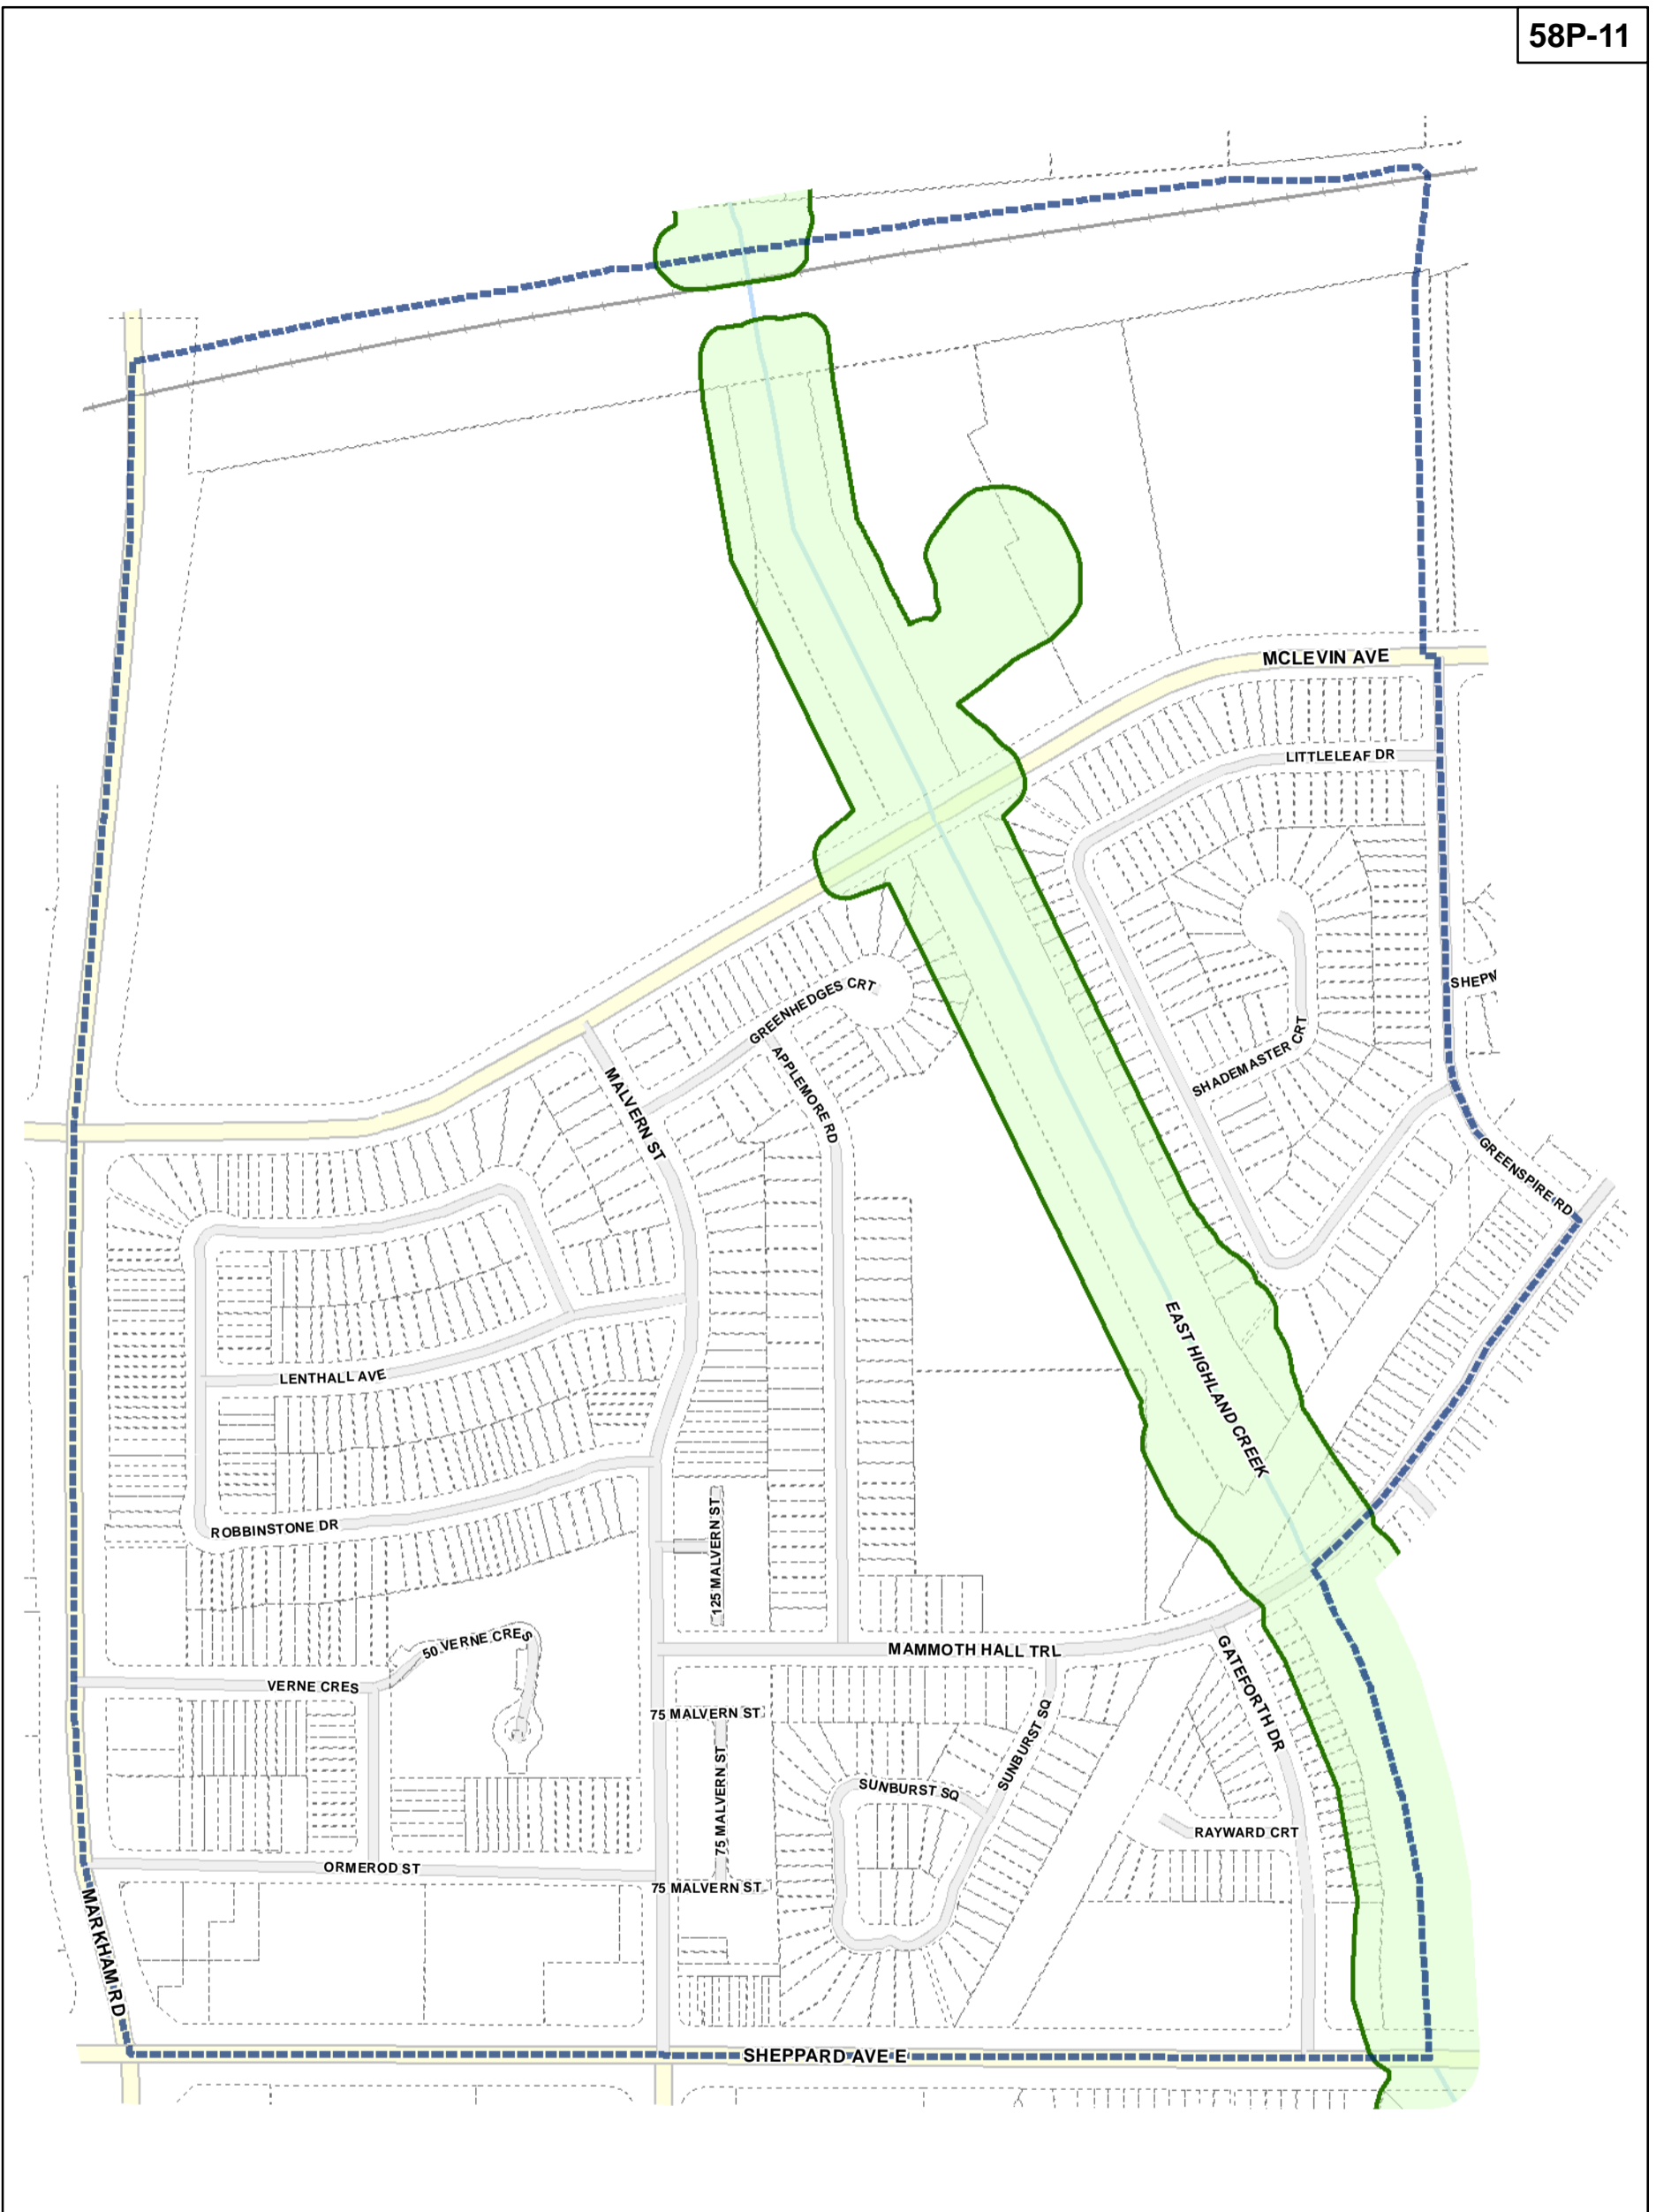 58P-11
MCLEVIN AVE
LITTLELEAF DR
SHEPM
GREENHEDGES CRT
SHADEMASTER CRT
APPLEMORE RD
MALVERN ST
GREENSPIRE RD
EAST HIGHLAND CREEK
LENTHALL AVE
ROBBINSTONE DR
125 MALVERN ST
50 VERNE CRES
MAMMOTH HALL TRL
GATEFORTH DR
VERNE CRES
75 MALVERN ST
75 MALVERN ST
SUNBURST SQ
SUNBURST SQ
RAYWARD CRT
ORMEROD ST
75 MALVERN ST
MARKHAM RD
SHEPPARD AVE E